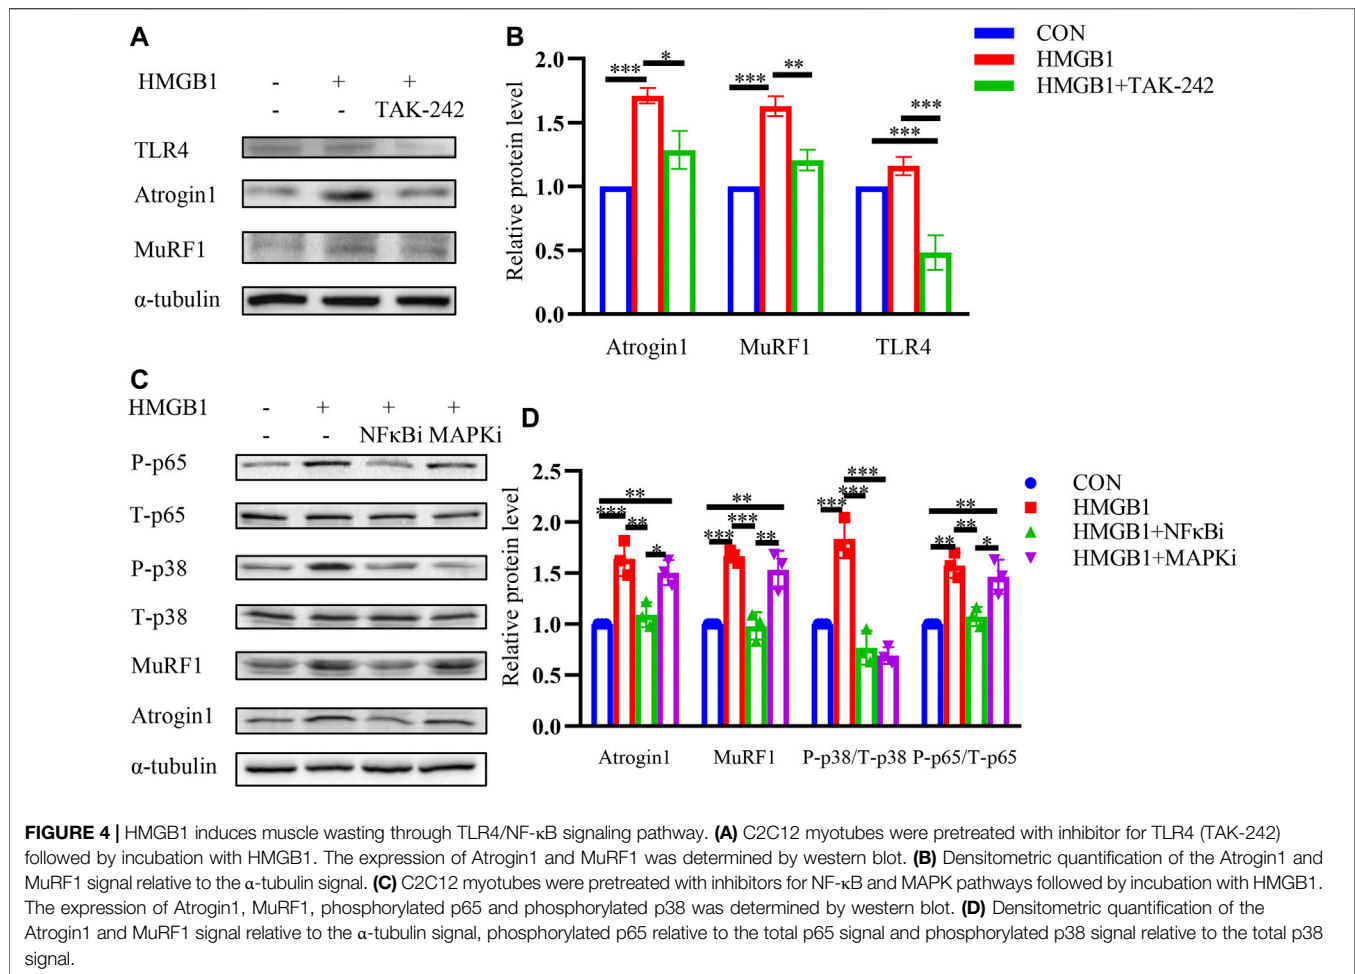 A
HMGB1 - + +
- - TAK-242
TLR4
Atrogin1
MuRF1
α-tubulin
B
CON
HMGB1
HMGB1+TAK-242
Relative protein level
2.0
1.5
1.0
0.5
0.0
*** *
*** **
***
***
Atrogin1 MuRF1 TLR4
C
HMGB1 - + + +
- - NFκBi MAPKi
P-p65
T-p65
P-p38
T-p38
MuRF1
Atrogin1
α-tubulin
D
CON
HMGB1
HMGB1+NFκBi
HMGB1+MAPKi
Relative protein level
2.5
2.0
1.5
1.0
0.5
0.0
**
*** **
*
**
***
*** **
***
*** ***
**
**
** *
Atrogin1 MuRF1 P-p38/T-p38 P-p65/T-p65
FIGURE 4 | HMGB1 induces muscle wasting through TLR4/NF-κB signaling pathway. (A) C2C12 myotubes were pretreated with inhibitor for TLR4 (TAK-242)
followed by incubation with HMGB1. The expression of Atrogin1 and MuRF1 was determined by western blot. (B) Densitometric quantification of the Atrogin1 and
MuRF1 signal relative to the α-tubulin signal. (C) C2C12 myotubes were pretreated with inhibitors for NF-κB and MAPK pathways followed by incubation with HMGB1.
The expression of Atrogin1, MuRF1, phosphorylated p65 and phosphorylated p38 was determined by western blot. (D) Densitometric quantification of the
Atrogin1 and MuRF1 signal relative to the α-tubulin signal, phosphorylated p65 relative to the total p65 signal and phosphorylated p38 signal relative to the total p38
signal.